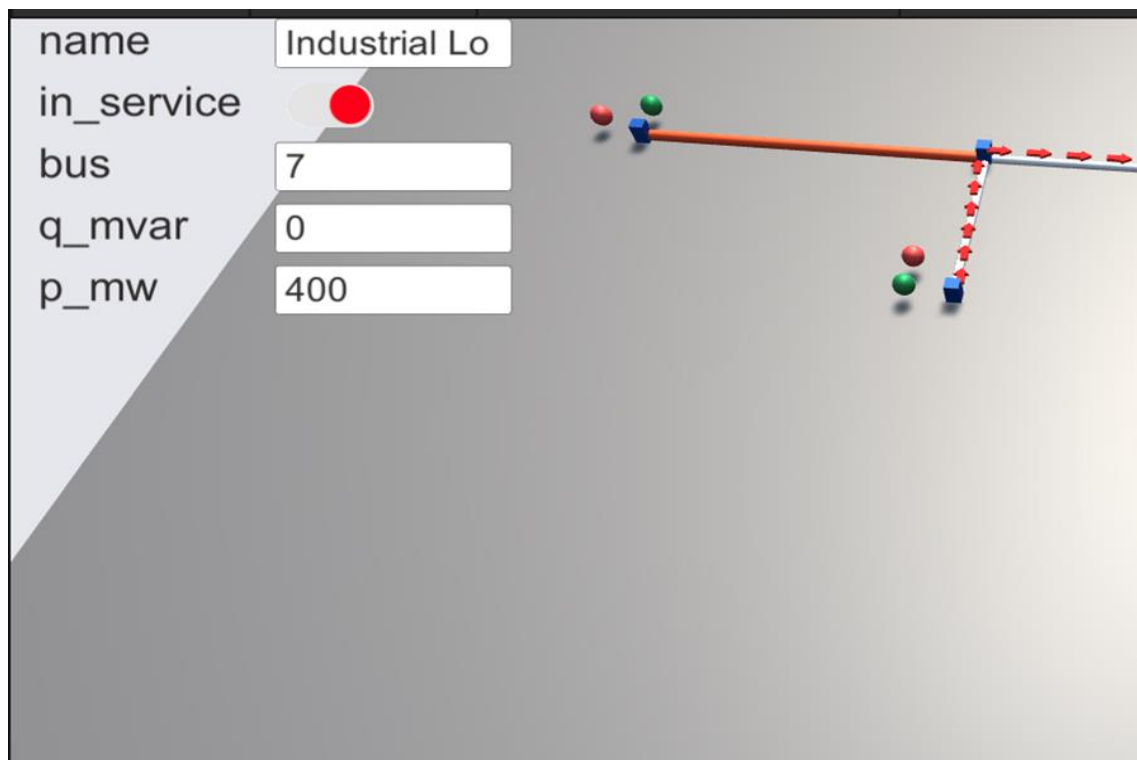 name Industrial Lo
in_service
bus 7
q_mvar 0
p_mw 400